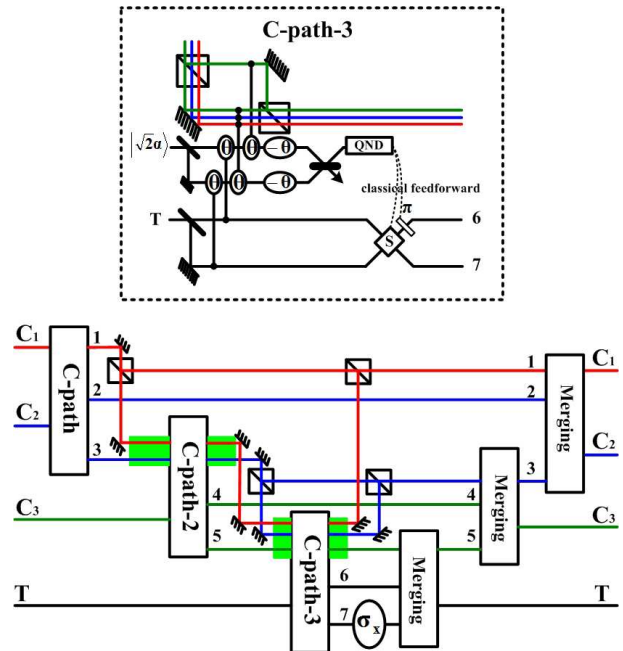 C-path-3
|√2α⟩
θ θ -θ
QND
θ θ -θ
classical feedforward
π
T
S
6
7
C₁
C-path
1
1
Merging
C₁
C₂
2
2
C₂
3
C-path-2
4
4
Merging
3
C₃
5
C-path-3
5
C₃
6
Merging
T
7
σₓ
T